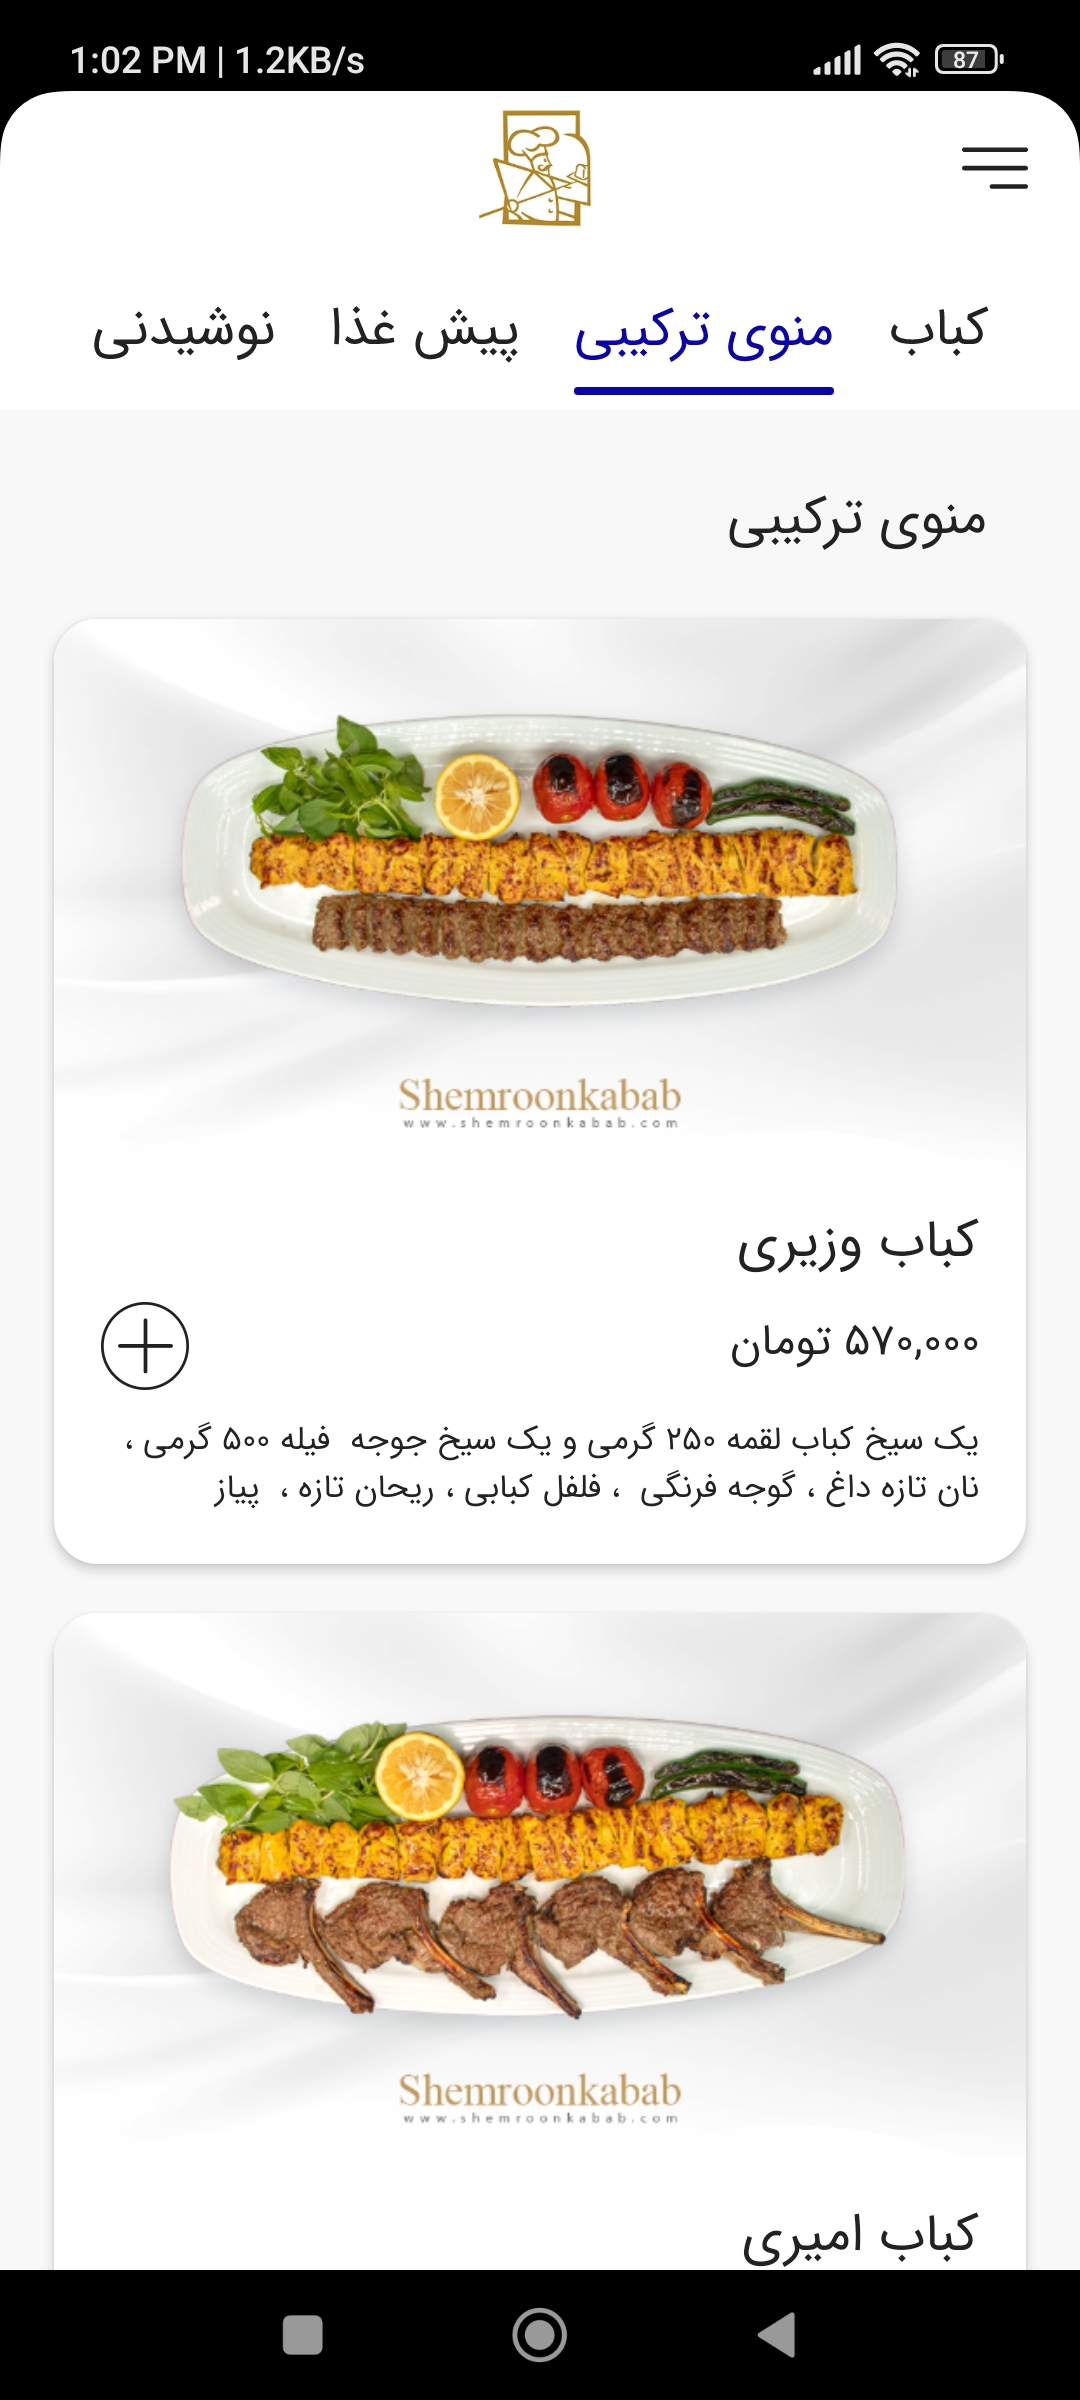 1:02 PM | 1.2KB/s 87
کباب منوی ترکیبی پیش غذا نوشیدنی
منوی ترکیبی
Shemroonkabab
www.shemroonkabab.com
کباب وزیری
۵۷۰,۰۰۰ تومان
یک سیخ کباب لقمه ۲۵۰ گرمی و یک سیخ جوجه فیله ۵۰۰ گرمی ،
نان تازه داغ ، گوجه فرنگی ، فلفل کبابی ، ریحان تازه ، پیاز
Shemroonkabab
www.shemroonkabab.com
کباب امیری